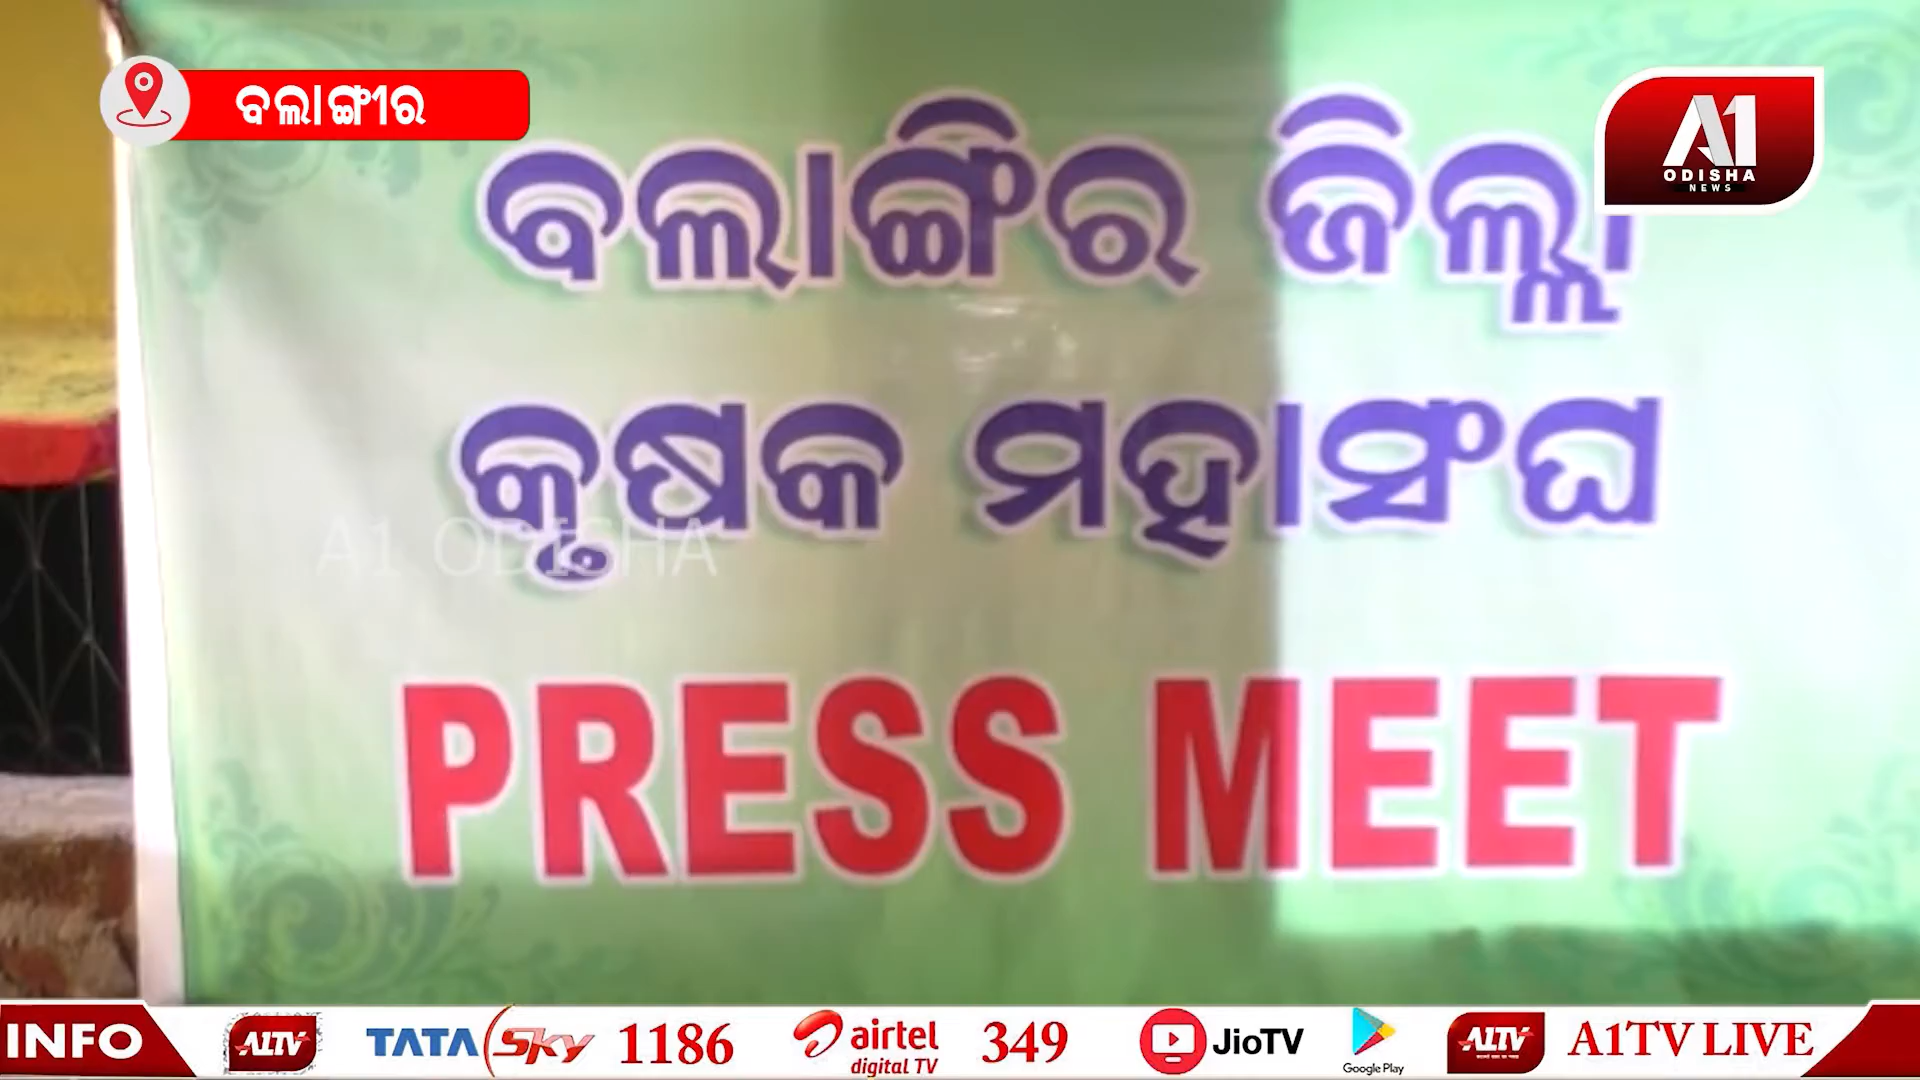 ବଲାଙ୍ଗୀର
A1
ODISHA
NEWS
ବଲାଙ୍ଗିର ଜିଲ୍ଲା
କୃଷକ ମହାସଂଘ
A1 ODISHA
PRESS MEET
INFO A1TV TATA Sky 1186 airtel digital TV 349 JioTV Google Play A1TV A1TV LIVE